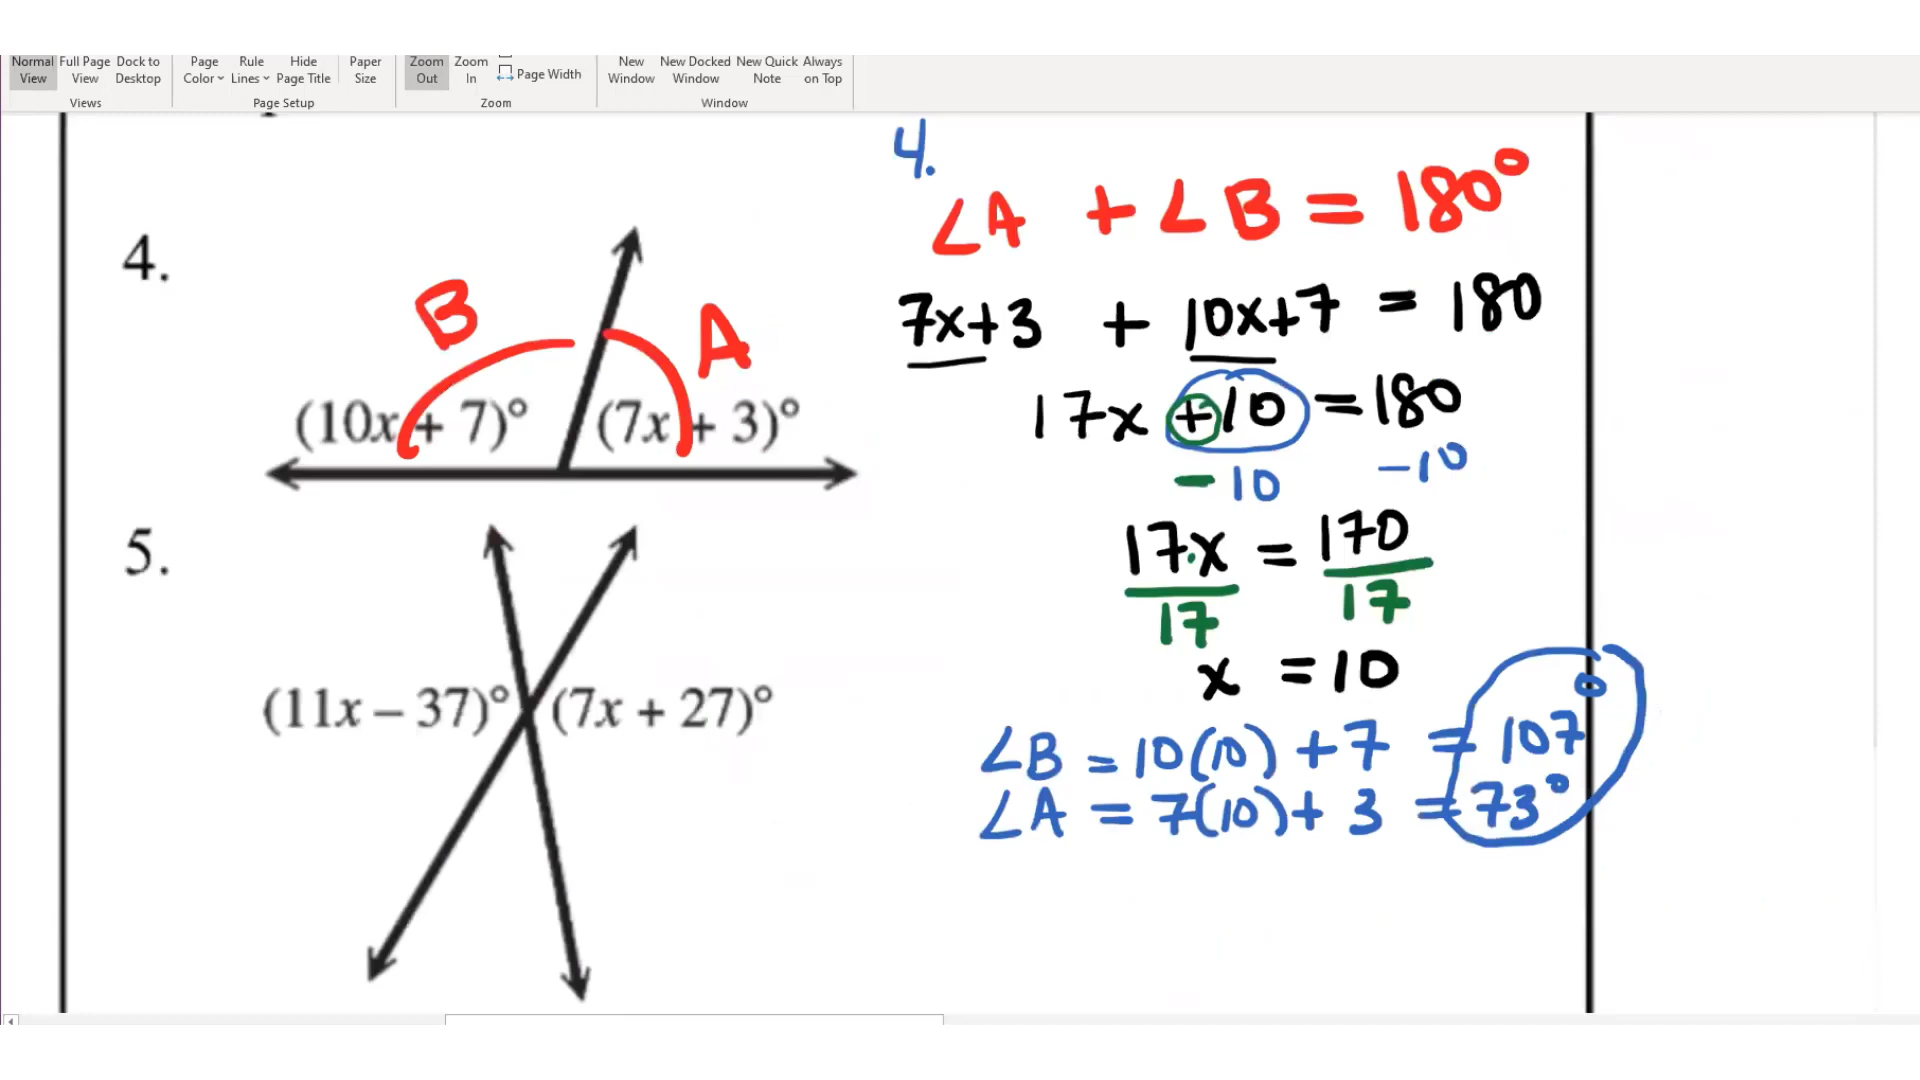 Normal View
Full Page View
Dock to Desktop
Views
Page Color
Rule Lines
Hide Page Title
Paper Size
Page Setup
Zoom Out
Zoom In
Page Width
Zoom
New Window
New Docked Window
New Quick Note
Always on Top
Window
4.
B
A
(10x + 7)°
(7x + 3)°
5.
(11x – 37)°
(7x + 27)°
4.
∠A + ∠B = 180°
7x+3 + 10x+7 = 180
17x +10 = 180
- 10 -10
17·x = 170
17 17
x = 10
∠B = 10(10) + 7 = 107°
∠A = 7(10) + 3 = 73°